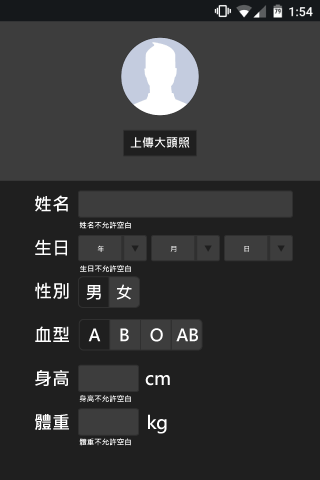 1:54
上傳大頭照
姓名
姓名不允許空白
生日 年 月 日
生日不允許空白
性別 男 女
血型 A B O AB
身高 cm
身高不允許空白
體重 kg
體重不允許空白